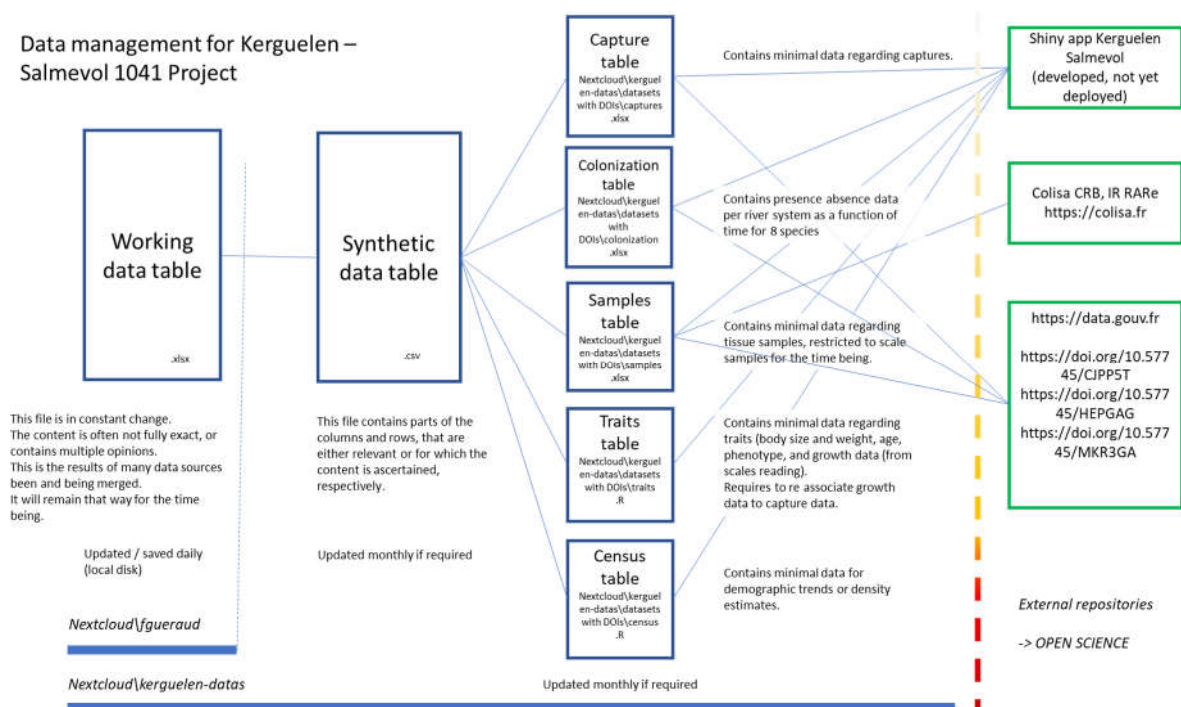 Data management for Kerguelen –
Salmevol 1041 Project
Working
data table
.xlsx
This file is in constant change.
The content is often not fully exact, or
contains multiple opinions.
This is the results of many data sources
been and being merged.
It will remain that way for the time
being.
Updated / saved daily
(local disk)
Nextcloud\fgueraud
Nextcloud\kerguelen-datas
Synthetic
data table
.csv
This file contains parts of the
columns and rows, that are
either relevant or for which the
content is ascertained,
respectively.
Updated monthly if required
Capture
table
Nextcloud\kergue
len-datas\datasets
with DOIs\captures
.xlsx
Contains minimal data regarding captures.
Colonization
table
Nextcloud\kergue
len-datas\datasets
with
DOIs\colonization
.xlsx
Contains presence absence data
per river system as a function of
time for 8 species
Samples
table
Nextcloud\kergue
len-datas\datasets
with DOIs\samples
.xlsx
Contains minimal data regarding
tissue samples, restricted to scale
samples for the time being.
Traits
table
Nextcloud\kergue
len-datas\datasets
with DOIs\traits
.R
Contains minimal data regarding
traits (body size and weight, age,
phenotype, and growth data (from
scales reading).
Requires to re associate growth
data to capture data.
Census
table
Nextcloud\kergue
len-datas\datasets
with DOIs\census
.R
Contains minimal data for
demographic trends or density
estimates.
Updated monthly if required
Shiny app Kerguelen
Salmevol
(developed, not yet
deployed)
Colisa CRB, IR RARe
https://colisa.fr
https://data.gouv.fr
https://doi.org/10.577
45/CJPP5T
https://doi.org/10.577
45/HEPGAG
https://doi.org/10.577
45/MKR3GA
External repositories
-> OPEN SCIENCE